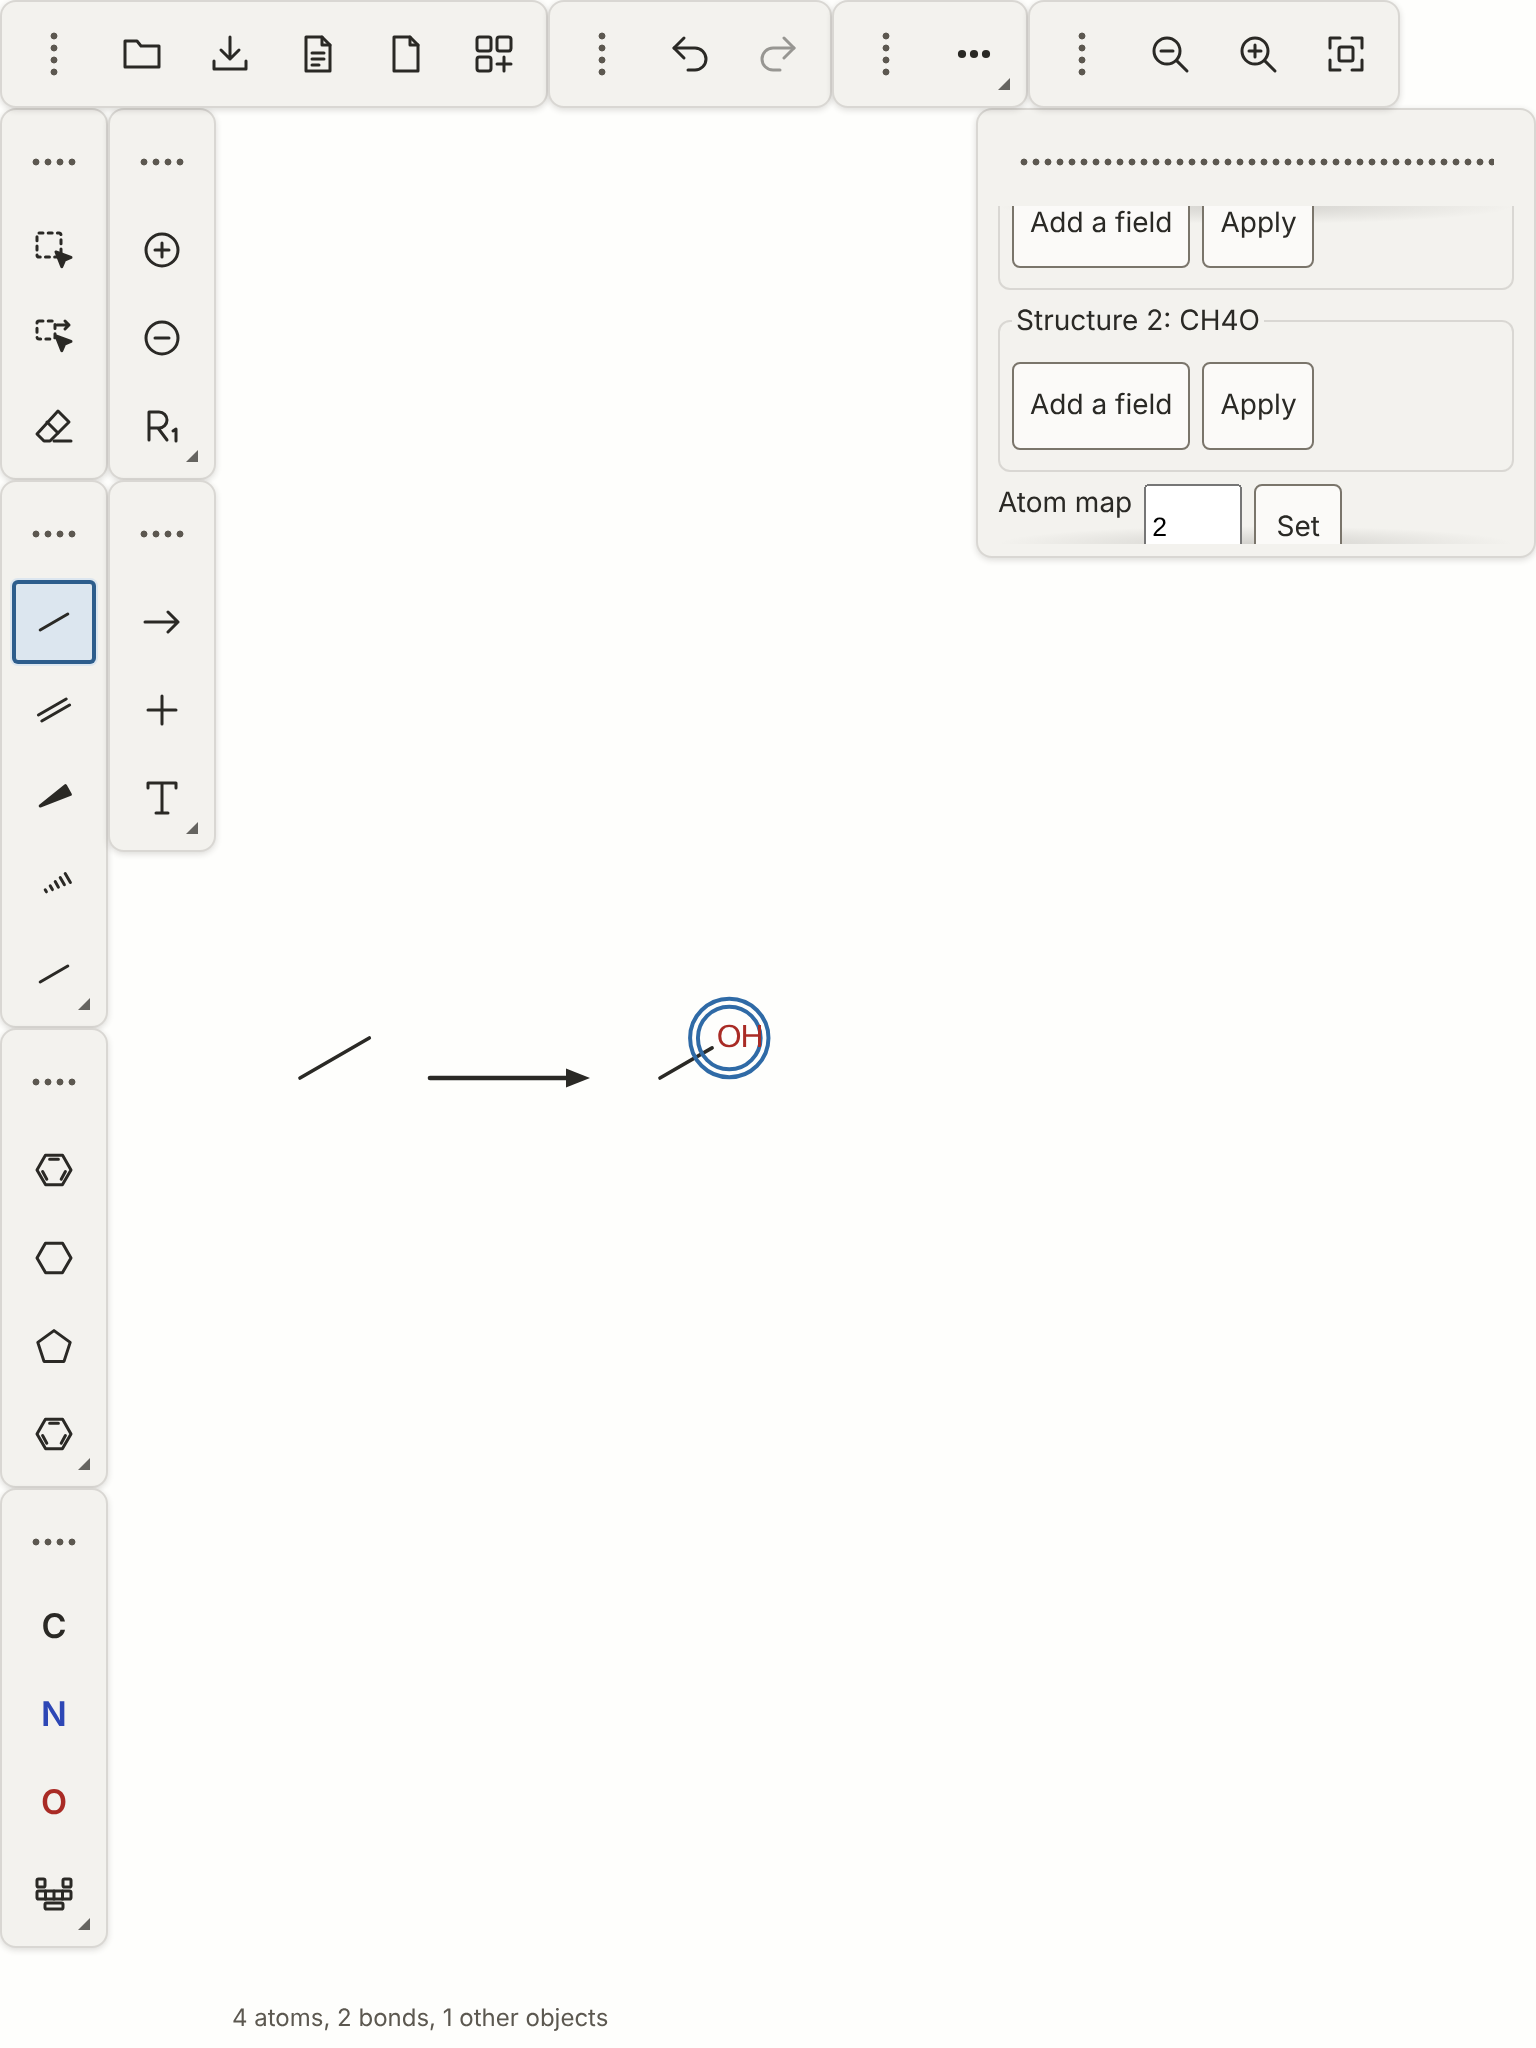 Add a field Apply
Structure 2: CH4O
Add a field Apply
Atom map 2 Set
R1
T
OH
C
N
O
4 atoms, 2 bonds, 1 other objects